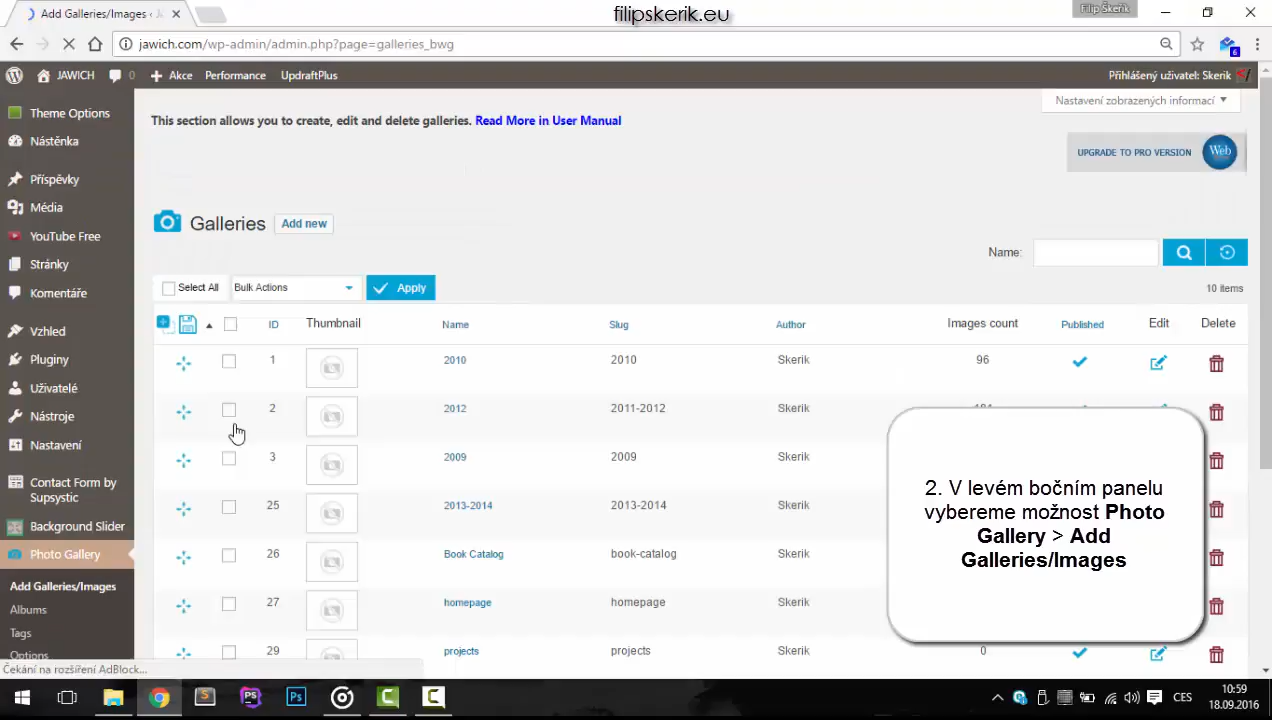 Add Galleries/Images ‹ J
filipskerik.eu
Filip Škeřík
jawich.com/wp-admin/admin.php?page=galleries_bwg
6
JAWICH 0 Akce Performance UpdraftPlus Přihlášený uživatel: Skerik
Nastavení zobrazených informací
This section allows you to create, edit and delete galleries. Read More in User Manual
UPGRADE TO PRO VERSION Web
Theme Options
Nástěnka
Příspěvky
Média
YouTube Free
Stránky
Komentáře
Vzhled
Pluginy
Uživatelé
Nástroje
Nastavení
Contact Form by
Supsystic
Background Slider
Photo Gallery
Add Galleries/Images
Albums
Tags
Options
Galleries Add new
Name:
Select All Bulk Actions Apply 10 items
ID Thumbnail Name Slug Author Images count Published Edit Delete
1 2010 2010 Skerik 96
2 2012 2011-2012 Skerik
3 2009 2009 Skerik
25 2013-2014 2013-2014 Skerik
26 Book Catalog book-catalog Skerik
27 homepage homepage Skerik
29 projects projects Skerik 0
2. V levém bočním panelu
vybereme možnost Photo
Gallery > Add
Galleries/Images
Čekání na rozšíření AdBlock...
Ps
CES
10:59
18.09.2016